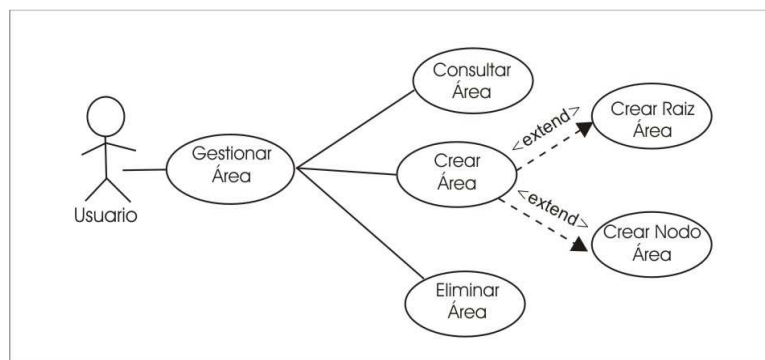 Consultar
Área
Crear Raiz
Área
<extend>
Gestionar
Área
Crear
Área
Usuario
<extend>
Crear Nodo
Área
Eliminar
Área